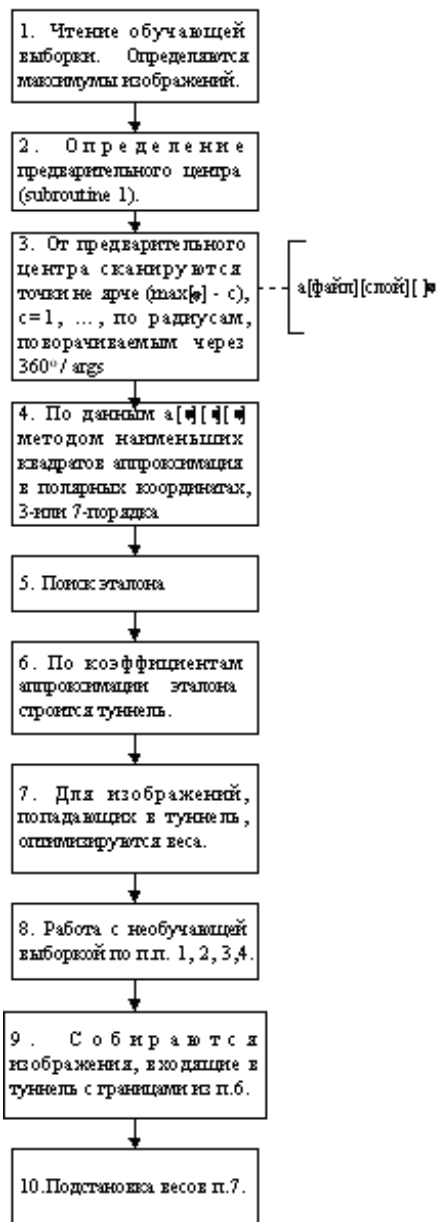 1. Чтение обучающей
выборки. Определяются
максимумы изображений.
2. Определение
предварительного центра
(subroutine 1).
3. От предварительного
центра сканируются
точки не ярче (max[φ] - c),
c=1, ..., по радиусам,
поворачиваемым через
360º / args
a[файл][слой][ ]φ
4. По данным a[•][•][•]
методом наименьших
квадратов аппроксимация
в полярных координатах,
3-или 7-порядка
5. Поиск эталона
6. По коэффициентам
аппроксимации эталона
строится туннель.
7. Для изображений,
попадающих в туннель,
оптимизируются веса.
8. Работа с необучающей
выборкой по п.п. 1, 2, 3,4.
9. Собираются
изображения, входящие в
туннель с границами из п.6.
10.Подстановка весов п.7.